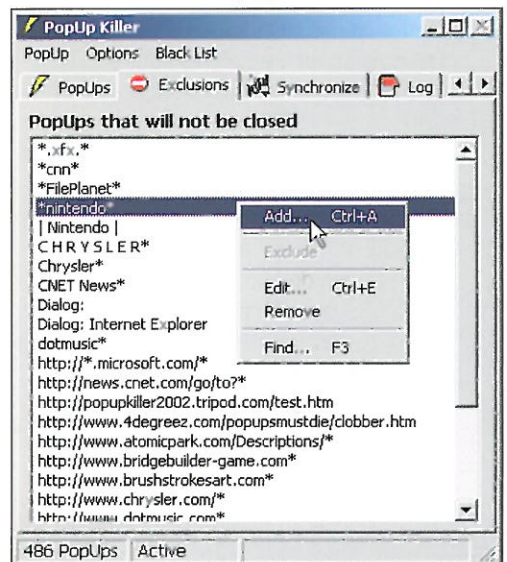 PopUp Killer
PopUp Options Black List
PopUps Exclusions Synchronize Log
PopUps that will not be closed
*.xfx.*
*cnn*
*FilePlanet*
*nintendo*
| Nintendo |
C H R Y S L E R*
Chrysler*
CNET News*
Dialog:
Dialog: Internet Explorer
dotmusic*
http://*.microsoft.com/*
http://news.cnet.com/go/to?*
http://popupkiller2002.tripod.com/test.htm
http://www.4degreez.com/popupsmustdie/clobber.htm
http://www.atomicpark.com/Descriptions/*
http://www.bridgebuilder-game.com*
http://www.brushstrokesart.com*
http://www.chrysler.com/*
http://www.dotmusic.com*
Add... Ctrl+A
Exclude
Edit... Ctrl+E
Remove
Find... F3
486 PopUps Active